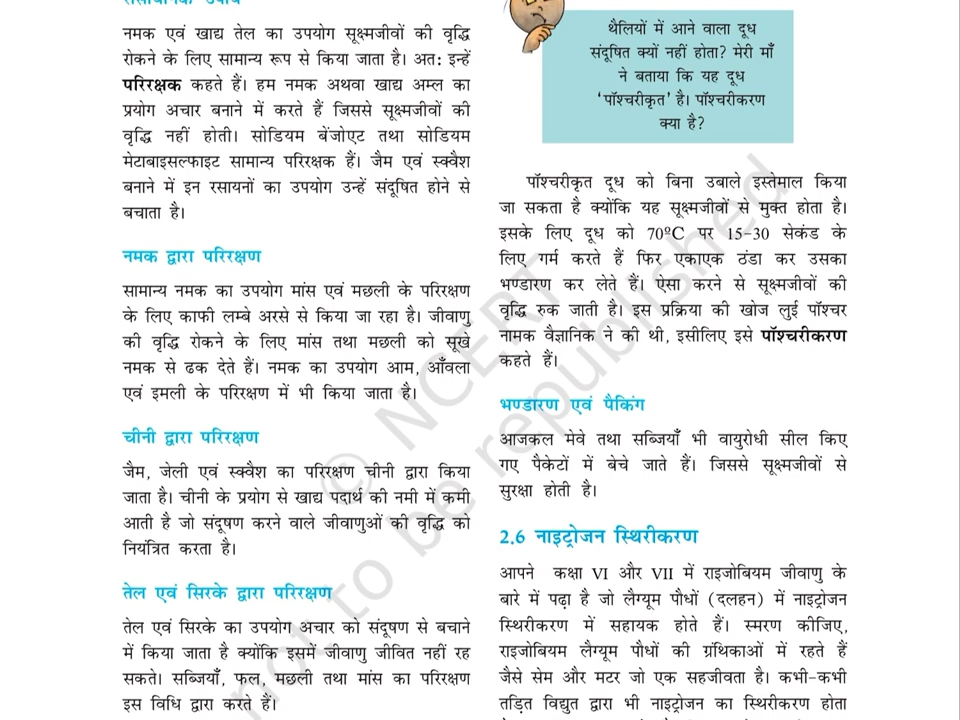 नमक एवं खाद्य तेल का उपयोग सूक्ष्मजीवों की वृद्धि
रोकने के लिए सामान्य रूप से किया जाता है। अत: इन्हें
परिरक्षक कहते हैं। हम नमक अथवा खाद्य अम्ल का
प्रयोग अचार बनाने में करते हैं जिससे सूक्ष्मजीवों की
वृद्धि नहीं होती। सोडियम बेंजोएट तथा सोडियम
मेटाबाइसल्फाइट सामान्य परिरक्षक हैं। जैम एवं स्क्वैश
बनाने में इन रसायनों का उपयोग उन्हें संदूषित होने से
बचाता है।
नमक द्वारा परिरक्षण
सामान्य नमक का उपयोग मांस एवं मछली के परिरक्षण
के लिए काफी लम्बे अरसे से किया जा रहा है। जीवाणु
की वृद्धि रोकने के लिए मांस तथा मछली को सूखे
नमक से ढक देते हैं। नमक का उपयोग आम, आँवला
एवं इमली के परिरक्षण में भी किया जाता है।
चीनी द्वारा परिरक्षण
जैम, जेली एवं स्क्वैश का परिरक्षण चीनी द्वारा किया
जाता है। चीनी के प्रयोग से खाद्य पदार्थ की नमी में कमी
आती है जो संदूषण करने वाले जीवाणुओं की वृद्धि को
नियंत्रित करता है।
तेल एवं सिरके द्वारा परिरक्षण
तेल एवं सिरके का उपयोग अचार को संदूषण से बचाने
में किया जाता है क्योंकि इसमें जीवाणु जीवित नहीं रह
सकते। सब्जियाँ, फल, मछली तथा मांस का परिरक्षण
इस विधि द्वारा करते हैं।
थैलियों में आने वाला दूध
संदूषित क्यों नहीं होता? मेरी माँ
ने बताया कि यह दूध
‘पॉश्चरीकृत’ है। पॉश्चरीकरण
क्या है?
पॉश्चरीकृत दूध को बिना उबाले इस्तेमाल किया
जा सकता है क्योंकि यह सूक्ष्मजीवों से मुक्त होता है।
इसके लिए दूध को 70ºC पर 15-30 सेकंड के
लिए गर्म करते हैं फिर एकाएक ठंडा कर उसका
भण्डारण कर लेते हैं। ऐसा करने से सूक्ष्मजीवों की
वृद्धि रुक जाती है। इस प्रक्रिया की खोज लुई पॉश्चर
नामक वैज्ञानिक ने की थी, इसीलिए इसे पॉश्चरीकरण
कहते हैं।
भण्डारण एवं पैकिंग
आजकल मेवे तथा सब्जियाँ भी वायुरोधी सील किए
गए पैकेटों में बेचे जाते हैं। जिससे सूक्ष्मजीवों से
सुरक्षा होती है।
2.6 नाइट्रोजन स्थिरीकरण
आपने कक्षा VI और VII में राइजोबियम जीवाणु के
बारे में पढ़ा है जो लैग्यूम पौधों (दलहन) में नाइट्रोजन
स्थिरीकरण में सहायक होते हैं। स्मरण कीजिए,
राइजोबियम लैग्यूम पौधों की ग्रंथिकाओं में रहते हैं
जैसे सेम और मटर जो एक सहजीवता है। कभी-कभी
तड़ित विद्युत द्वारा भी नाइट्रोजन का स्थिरीकरण होता
© NCERT
not to be republished